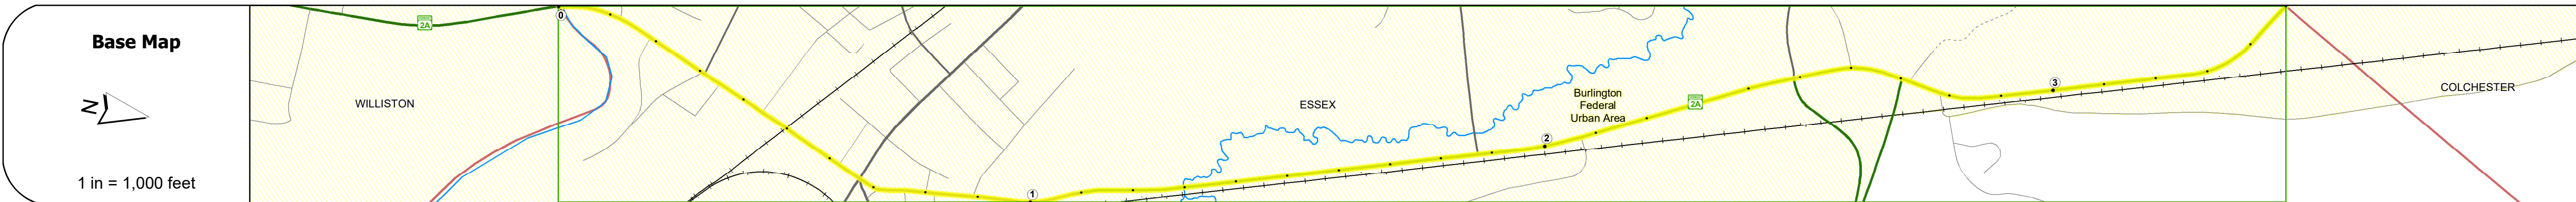 Base Map
N
1 in = 1,000 feet
2A
WILLISTON
0
1
ESSEX
2
Burlington
Federal
Urban Area
2A
3
COLCHESTER